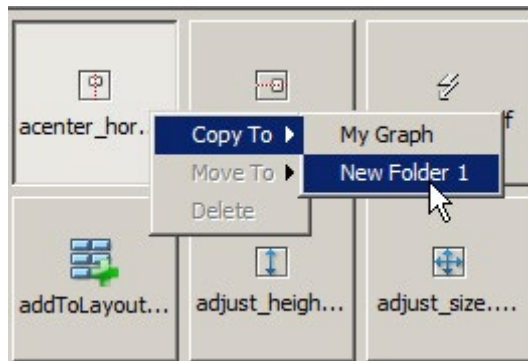 acenter_hor...
f
Copy To
My Graph
Move To
New Folder 1
Delete
addToLayout...
adjust_heigh...
adjust_size....